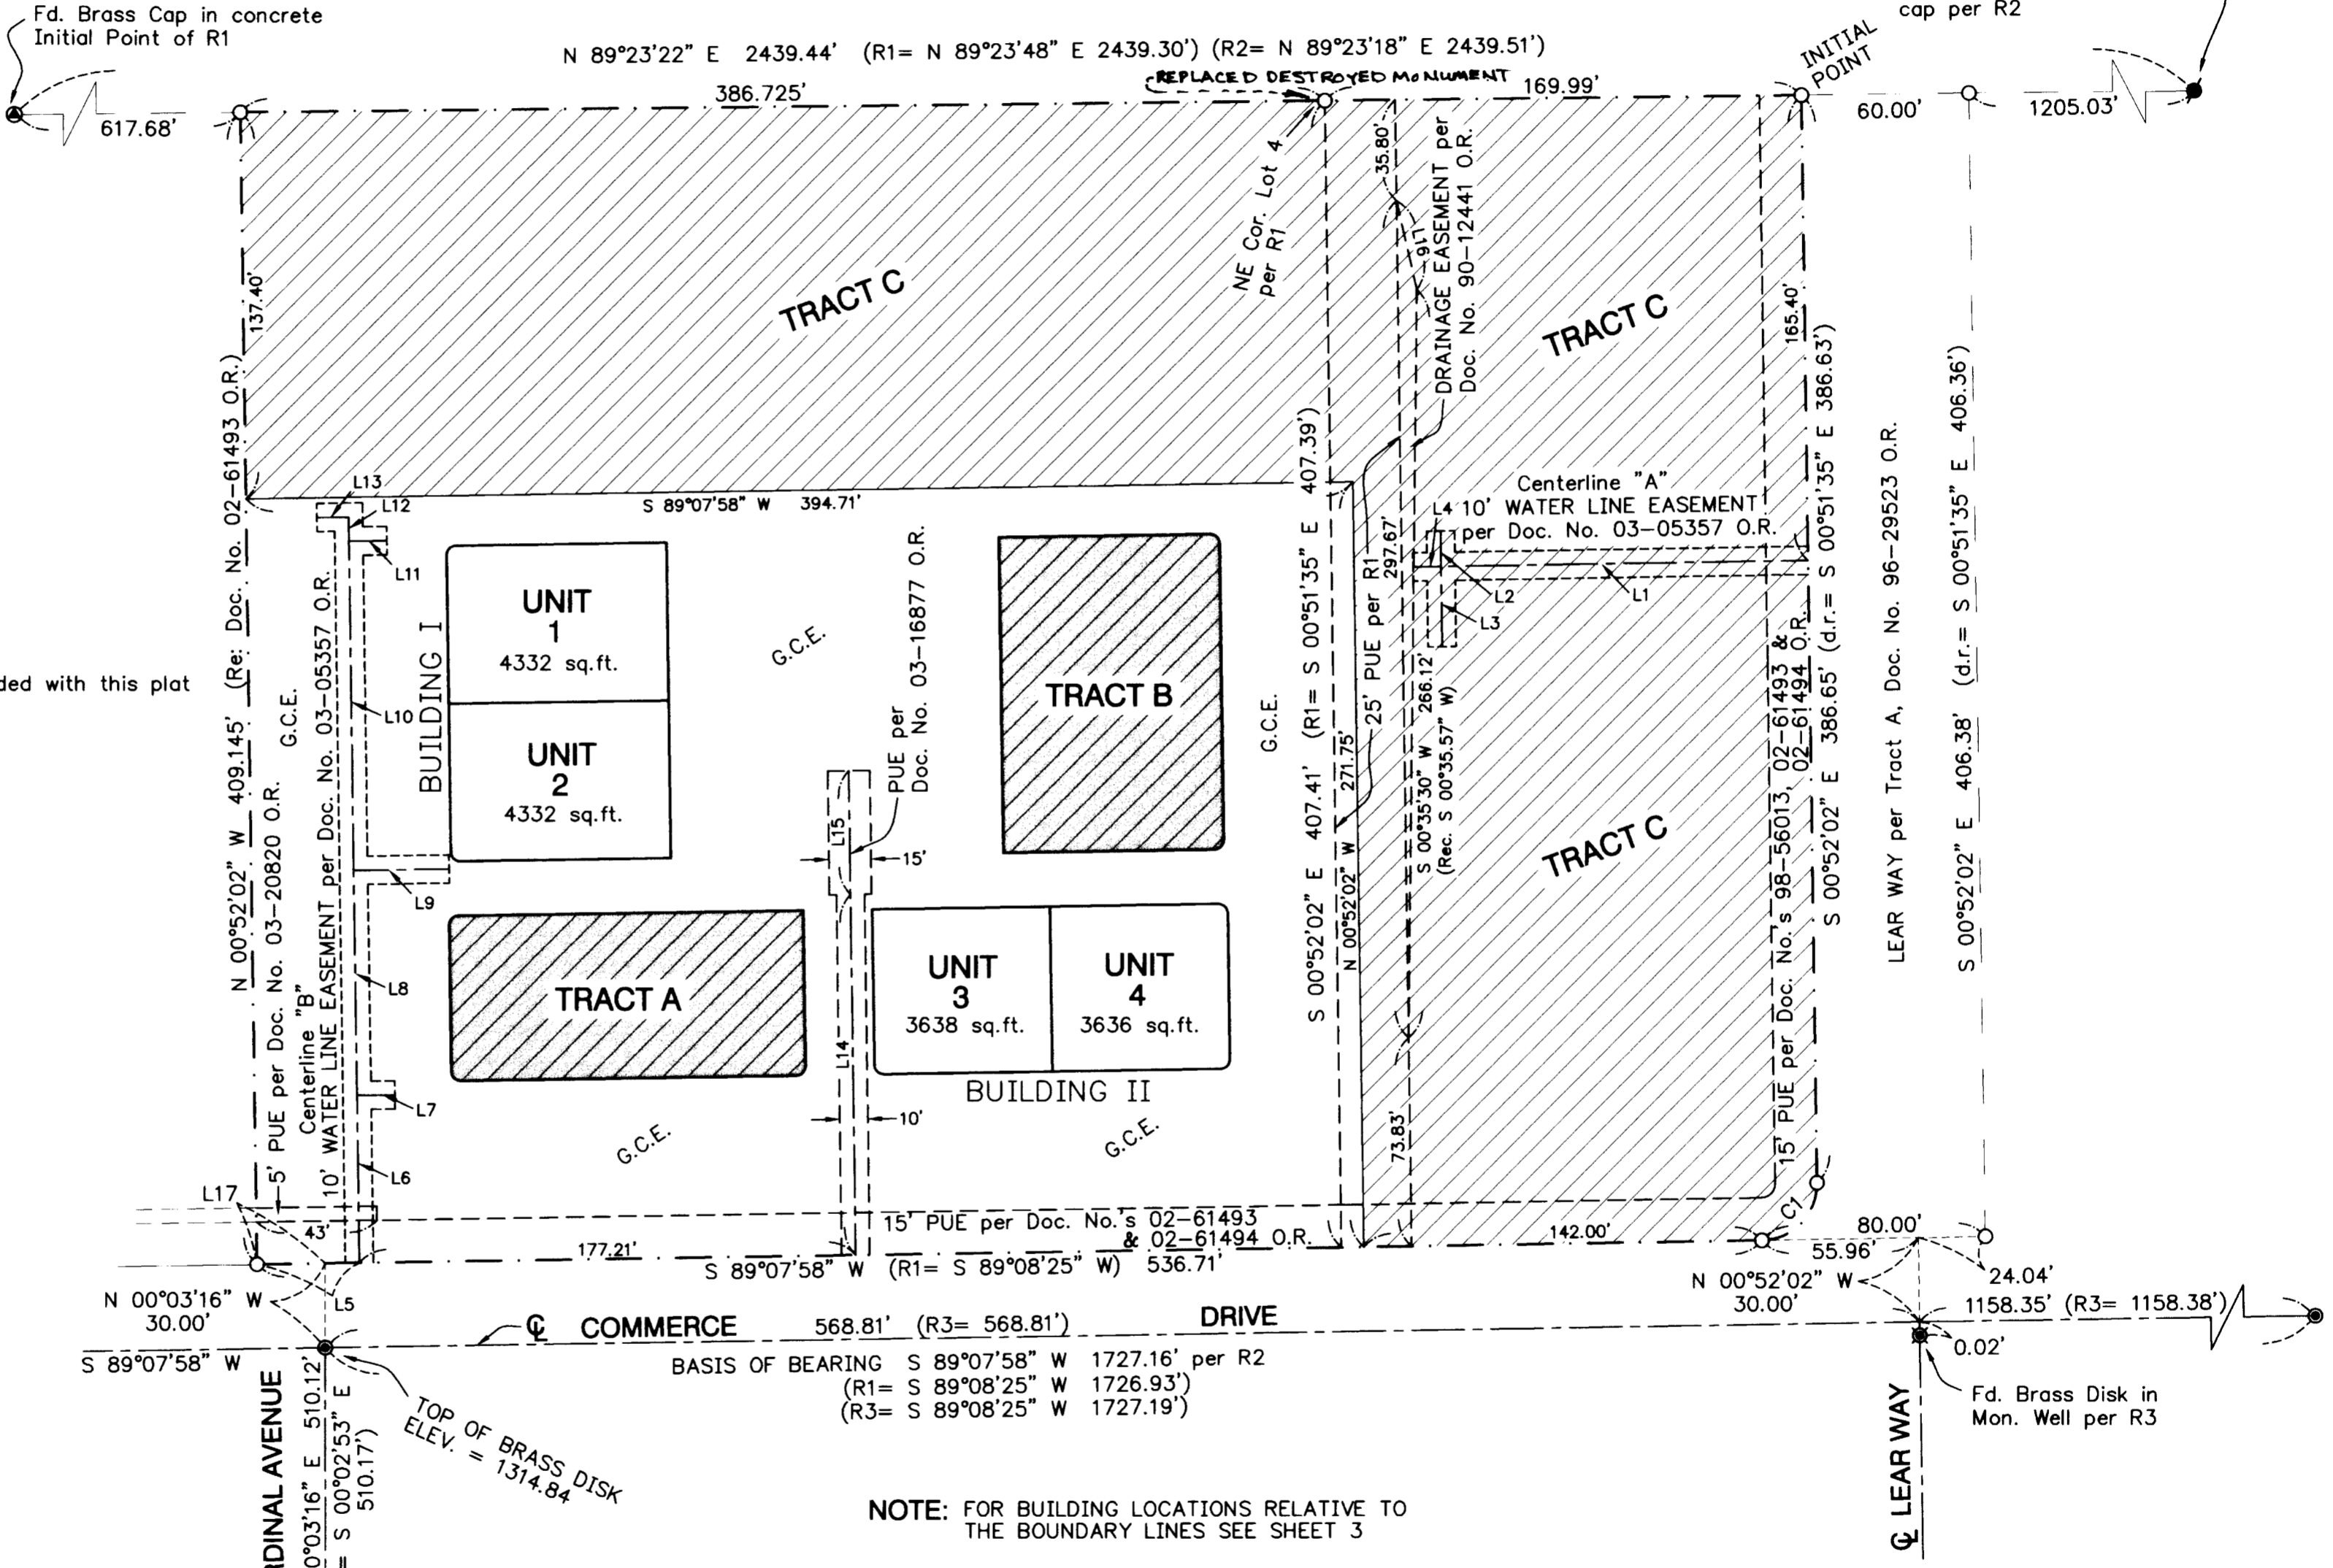 Fd. Brass Cap in concrete
Initial Point of R1
cap per R2
N 89°23'22" E 2439.44' (R1= N 89°23'48" E 2439.30') (R2= N 89°23'18" E 2439.51')
REPLACED DESTROYED MONUMENT
INITIAL
POINT
617.68'
386.725'
169.99'
60.00'
1205.03'
137.40'
TRACT C
NE Cor. Lot 4
per R1
35.80'
L16
DRAINAGE EASEMENT per
Doc. No. 90-12441 O.R.
TRACT C
165.40'
N 00°52'02" W 409.145' (Re: Doc. No. 02-61493 O.R.)
S 89°07'58" W 394.71'
L13
L12
L11
L10
L9
L8
L7
L6
Centerline "A"
10' WATER LINE EASEMENT
per Doc. No. 03-05357 O.R.
L4
L2
L1
L3
297.67'
ded with this plat
G.C.E.
5' PUE per Doc. No. 03-20820 O.R.
Centerline "B"
10' WATER LINE EASEMENT per Doc. No. 03-05357 O.R.
BUILDING I
UNIT
1
4332 sq.ft.
UNIT
2
4332 sq.ft.
G.C.E.
PUE per
Doc. No. 03-16877 O.R.
TRACT B
G.C.E.
S 00°52'02" E 407.41' (R1= S 00°51'35" E 407.39')
N 00°52'02" W 271.75'
25' PUE per R1
S 00°35'30" W 266.12'
(Rec. S 00°35.57" W)
TRACT C
15' PUE per Doc. No.'s 98-56013, 02-61493 &
02-61494 O.R.
S 00°52'02" E 386.65' (d.r.= S 00°51'35" E 386.63')
LEAR WAY per Tract A, Doc. No. 96-29523 O.R.
S 00°52'02" E 406.38' (d.r.= S 00°51'35" E 406.36')
L15
15'
L14
10'
TRACT A
UNIT
3
3638 sq.ft.
UNIT
4
3636 sq.ft.
BUILDING II
G.C.E.
G.C.E.
73.83'
L17
43'
177.21'
15' PUE per Doc. No.'s 02-61493
& 02-61494 O.R.
142.00'
C1
80.00'
55.96'
24.04'
S 89°07'58" W (R1= S 89°08'25" W) 536.71'
N 00°03'16" W
30.00'
L5
N 00°52'02" W
30.00'
℄ COMMERCE DRIVE
568.81' (R3= 568.81')
1158.35' (R3= 1158.38')
0.02'
S 89°07'58" W
BASIS OF BEARING S 89°07'58" W 1727.16' per R2
(R1= S 89°08'25" W 1726.93')
(R3= S 89°08'25" W 1727.19')
TOP OF BRASS DISK
ELEV. = 1314.84
RDINAL AVENUE
0°03'16" E 510.12'
= S 00°02'53" E
510.17')
Fd. Brass Disk in
Mon. Well per R3
℄ LEAR WAY
NOTE: FOR BUILDING LOCATIONS RELATIVE TO
THE BOUNDARY LINES SEE SHEET 3